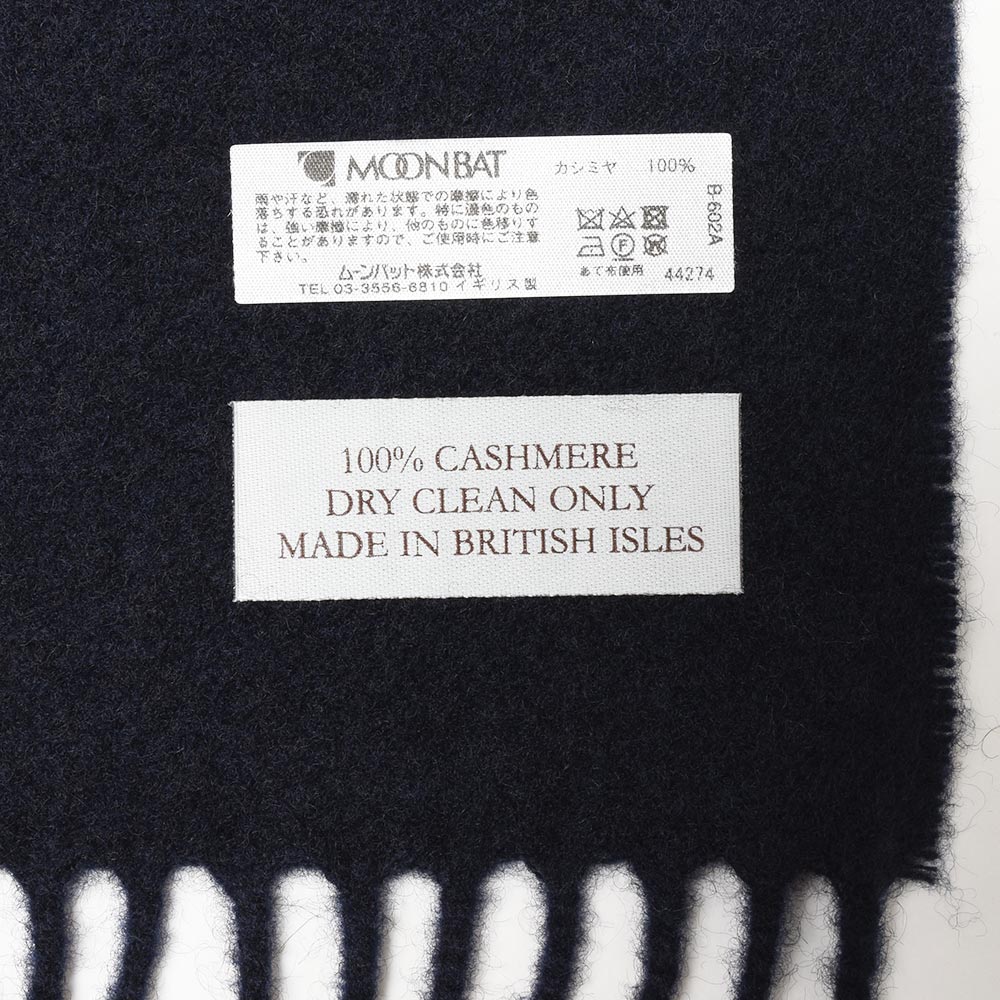 MOONBAT
カシミヤ 100%
雨や汗など、濡れた状態での摩擦により色
落ちする恐れがあります。特に濃色のもの
は、強い摩擦により、他のものに色移りす
ることがありますので、ご使用時にご注意
下さい。
ムーンバット株式会社
TEL 03-3556-6810 イギリス製
F
W
あて布使用
44274
B-602A
100% CASHMERE
DRY CLEAN ONLY
MADE IN BRITISH ISLES